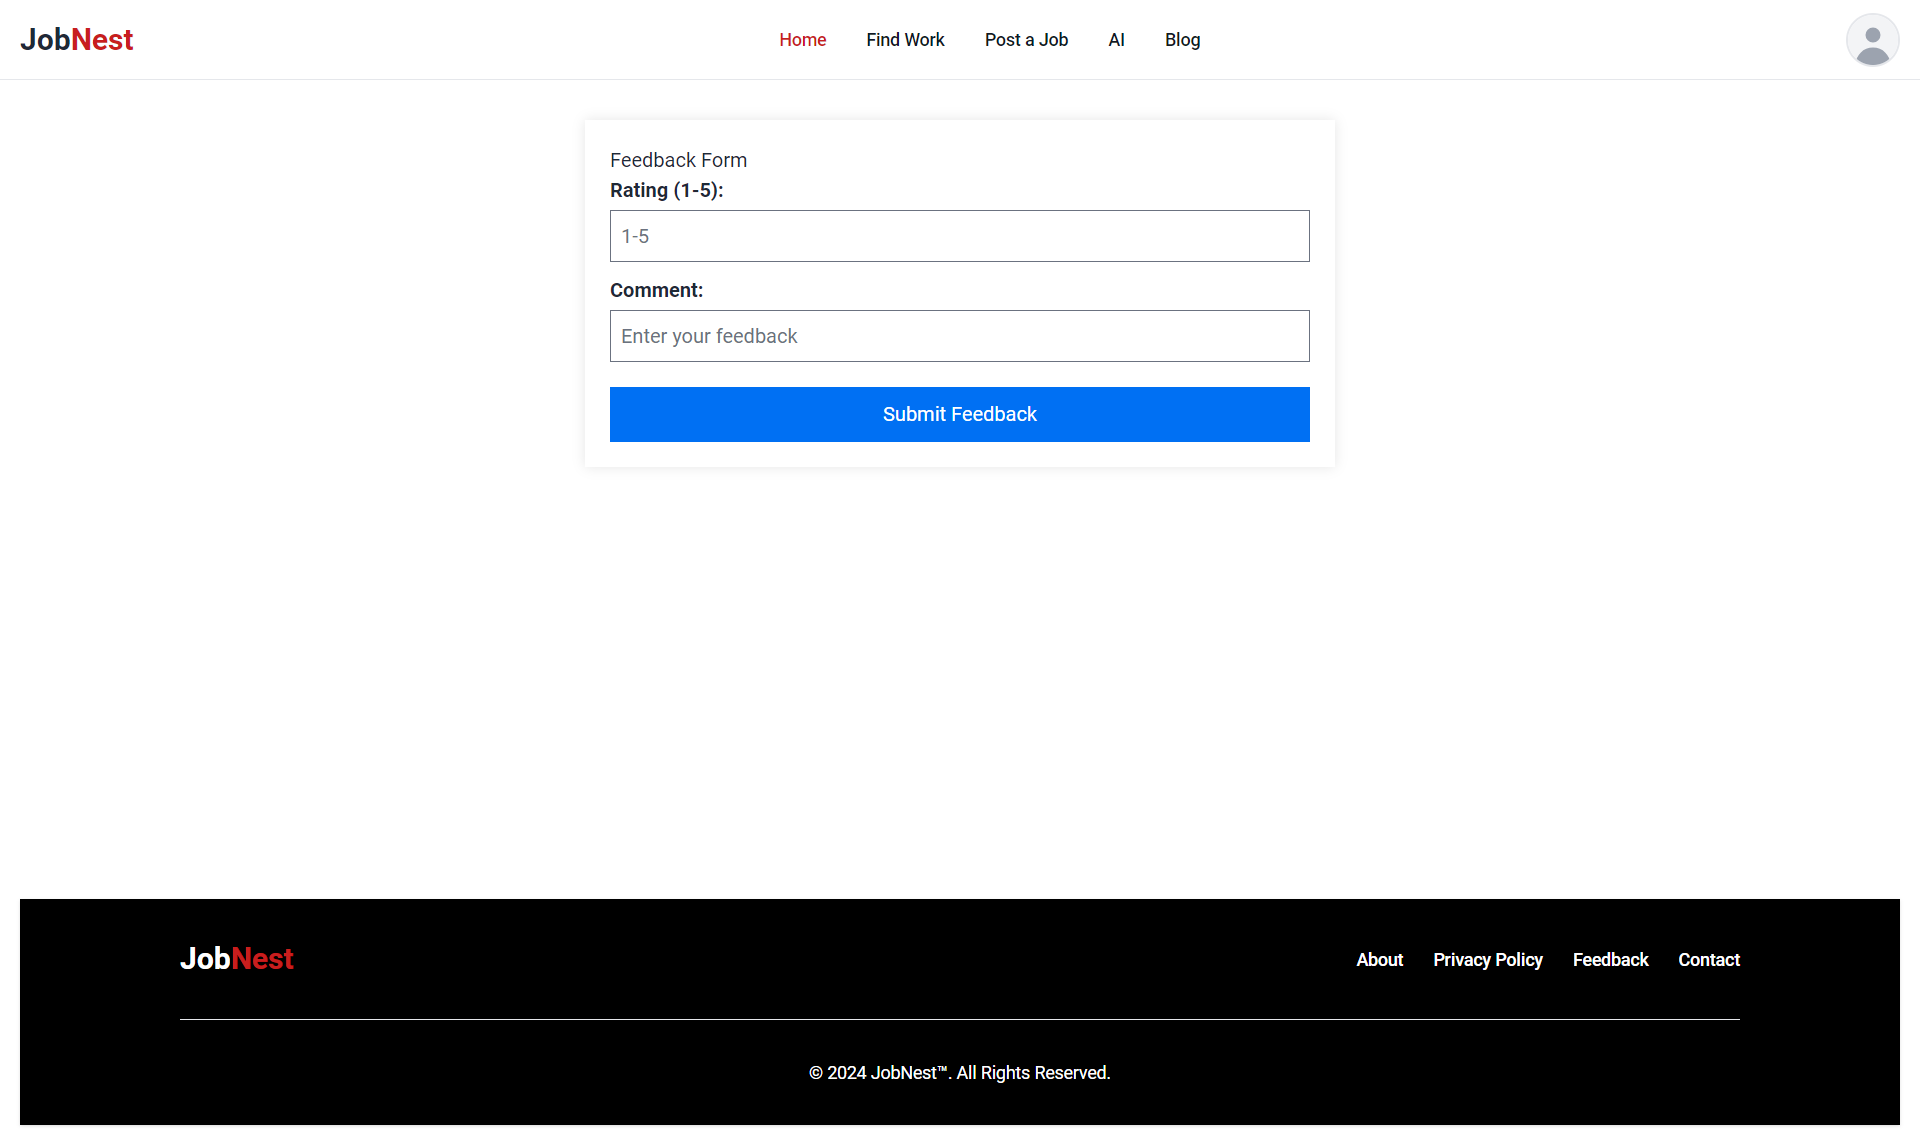 JobNest
Home Find Work Post a Job AI Blog
Feedback Form
Rating (1-5):
1-5
Comment:
Enter your feedback
Submit Feedback
JobNest
About Privacy Policy Feedback Contact
© 2024 JobNest™. All Rights Reserved.